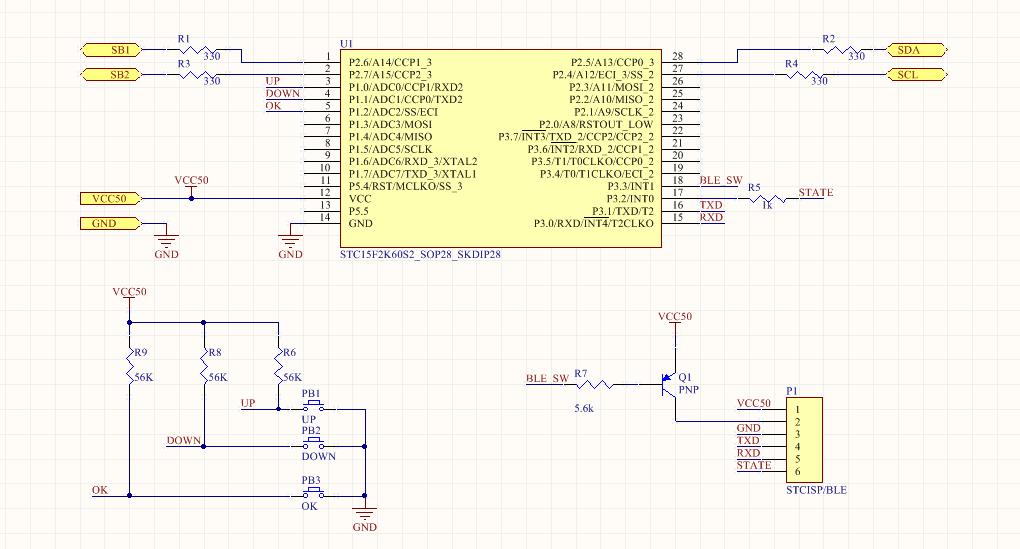 U1
SB1
R1
330
SB2
R3
330
UP
DOWN
OK
1
2
3
4
5
6
7
8
9
10
11
12
13
14
P2.6/A14/CCP1_3
P2.7/A15/CCP2_3
P1.0/ADC0/CCP1/RXD2
P1.1/ADC1/CCP0/TXD2
P1.2/ADC2/SS/ECI
P1.3/ADC3/MOSI
P1.4/ADC4/MISO
P1.5/ADC5/SCLK
P1.6/ADC6/RXD_3/XTAL2
P1.7/ADC7/TXD_3/XTAL1
P5.4/RST/MCLKO/SS_3
VCC
P5.5
GND
P2.5/A13/CCP0_3
P2.4/A12/ECI_3/SS_2
P2.3/A11/MOSI_2
P2.2/A10/MISO_2
P2.1/A9/SCLK_2
P2.0/A8/RSTOUT_LOW
P3.7/INT3/TXD_2/CCP2/CCP2_2
P3.6/INT2/RXD_2/CCP1_2
P3.5/T1/T0CLKO/CCP0_2
P3.4/T0/T1CLKO/ECI_2
P3.3/INT1
P3.2/INT0
P3.1/TXD/T2
P3.0/RXD/INT4/T2CLKO
28
27
26
25
24
23
22
21
20
19
18
17
16
15
R2
330
SDA
R4
330
SCL
BLE_SW
R5
1k
STATE
TXD
RXD
VCC50
VCC50
GND
GND
GND
STC15F2K60S2_SOP28_SKDIP28
VCC50
R9
56K
R8
56K
R6
56K
UP
PB1
UP
DOWN
PB2
DOWN
OK
PB3
OK
GND
VCC50
BLE_SW
R7
5.6k
Q1
PNP
P1
VCC50
GND
TXD
RXD
STATE
1
2
3
4
5
6
STCISP/BLE